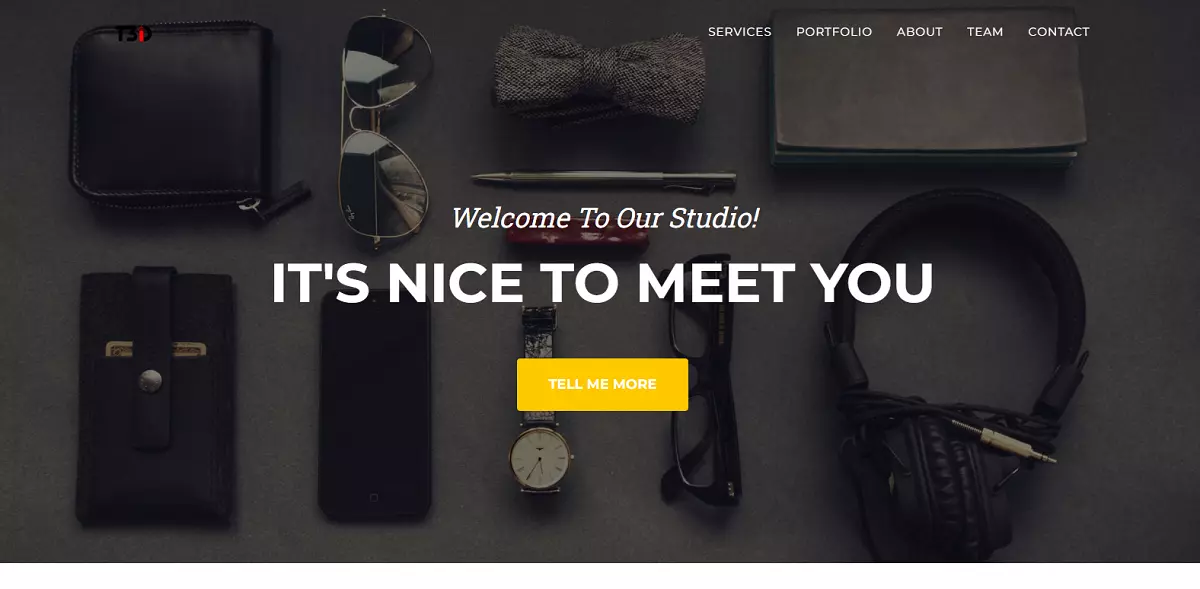 T3D
SERVICES PORTFOLIO ABOUT TEAM CONTACT
Welcome To Our Studio!
IT'S NICE TO MEET YOU
TELL ME MORE